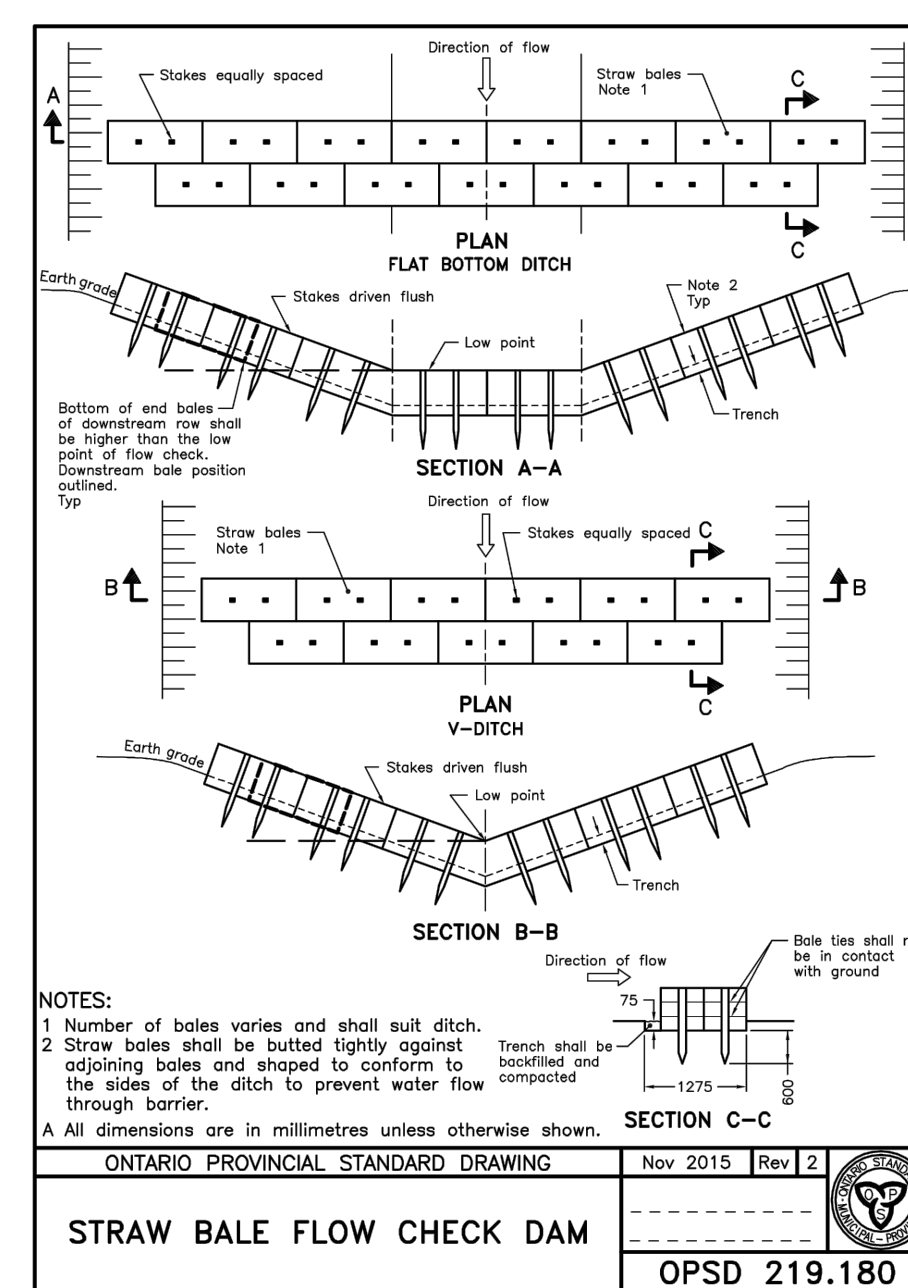 Direction of flow
Stakes equally spaced
Straw bales
Note 1
C
A
C
PLAN
FLAT BOTTOM DITCH
Earth grade
Stakes driven flush
Note 2
Typ
Low point
Trench
Bottom of end bales
of downstream row shall
be higher than the low
point of flow check.
Downstream bale position
outlined.
Typ
SECTION A-A
Direction of flow
Straw bales
Note 1
Stakes equally spaced
C
B
B
C
PLAN
V-DITCH
Earth grade
Stakes driven flush
Low point
Trench
SECTION B-B
Direction of flow
Bale ties shall
be in contact
with ground
75
Trench shall be
backfilled and
compacted
1275
600
SECTION C-C
NOTES:
1 Number of bales varies and shall suit ditch.
2 Straw bales shall be butted tightly against
adjoining bales and shaped to conform to
the sides of the ditch to prevent water flow
through barrier.
A All dimensions are in millimetres unless otherwise shown.
ONTARIO PROVINCIAL STANDARD DRAWING
Nov 2015 Rev 2
STRAW BALE FLOW CHECK DAM
OPSD 219.180
OPS